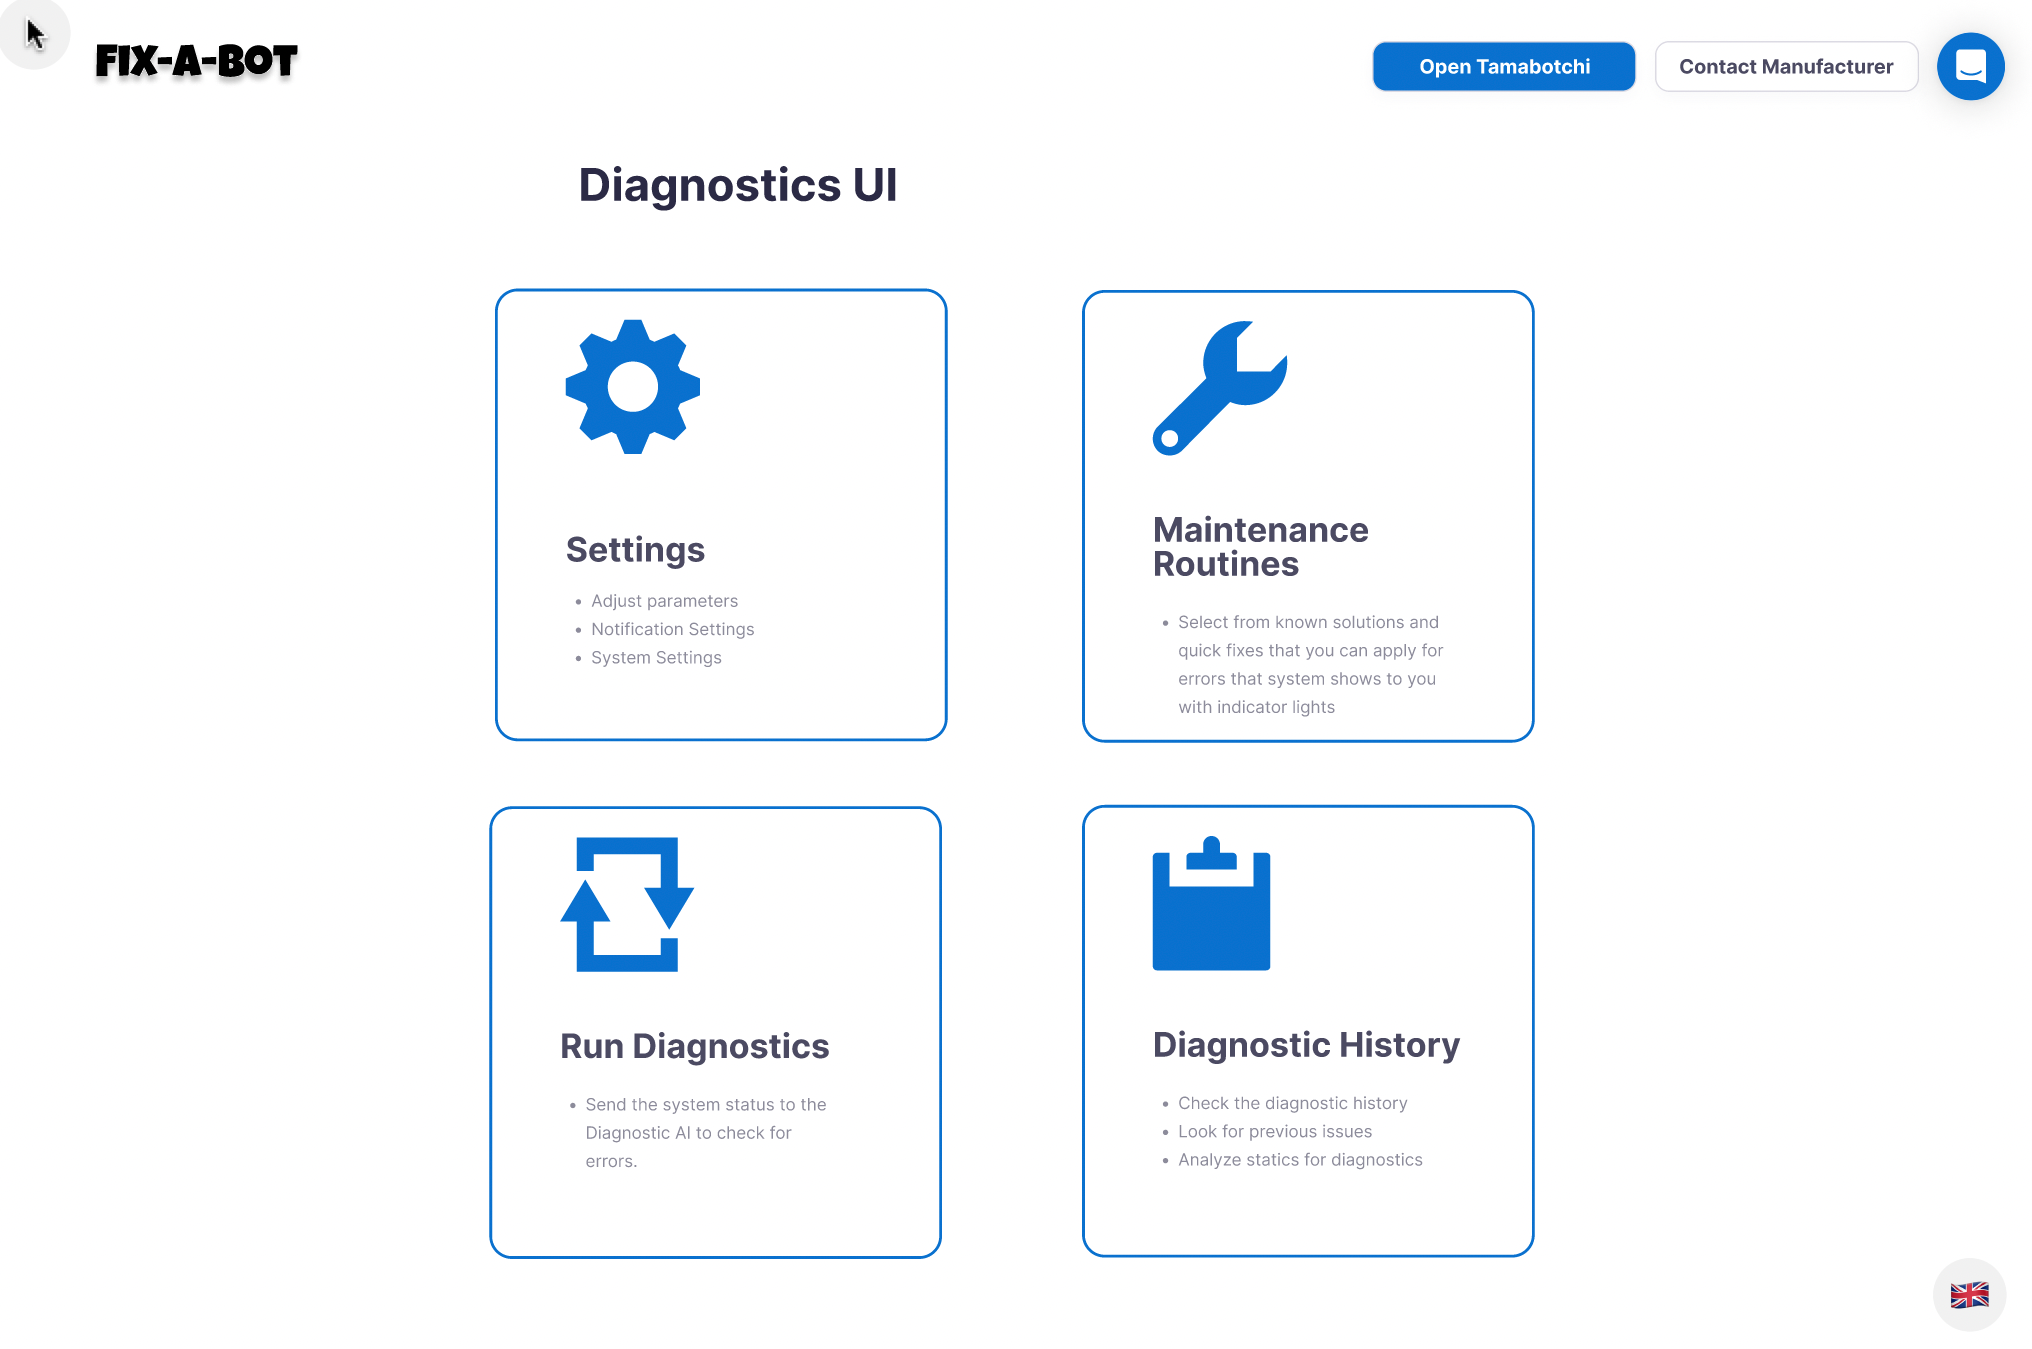 FIX-A-BOT
Open Tamabotchi
Contact Manufacturer
Diagnostics UI
Settings
• Adjust parameters
• Notification Settings
• System Settings
Maintenance
Routines
• Select from known solutions and
quick fixes that you can apply for
errors that system shows to you
with indicator lights
Run Diagnostics
• Send the system status to the
Diagnostic AI to check for
errors.
Diagnostic History
• Check the diagnostic history
• Look for previous issues
• Analyze statics for diagnostics